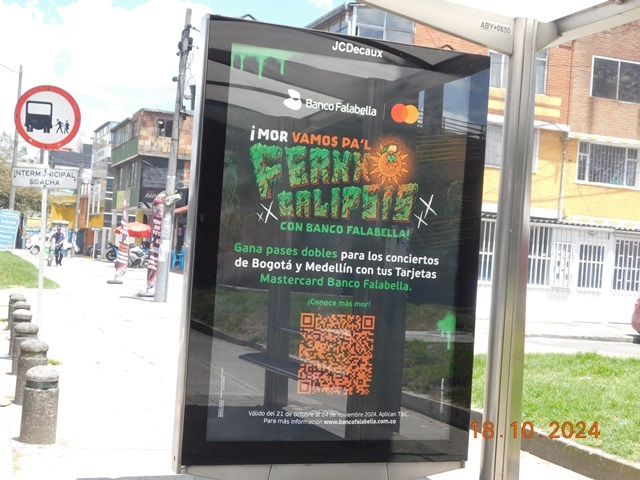 JCDecaux
ABY+0650
Banco Falabella
mastercard
¡MOR VAMOS PA'L
FERXXO
CALIPSIS
CON BANCO FALABELLA!
Gana pases dobles para los conciertos
de Bogotá y Medellín con tus Tarjetas
Mastercard Banco Falabella.
¡Conoce más mor!
Válido del 21 de octubre al 24 de noviembre 2024. Aplican T&C.
Para más información www.bancofalabella.com.co
INTERMUNICIPAL
SOACHA
18.10.2024